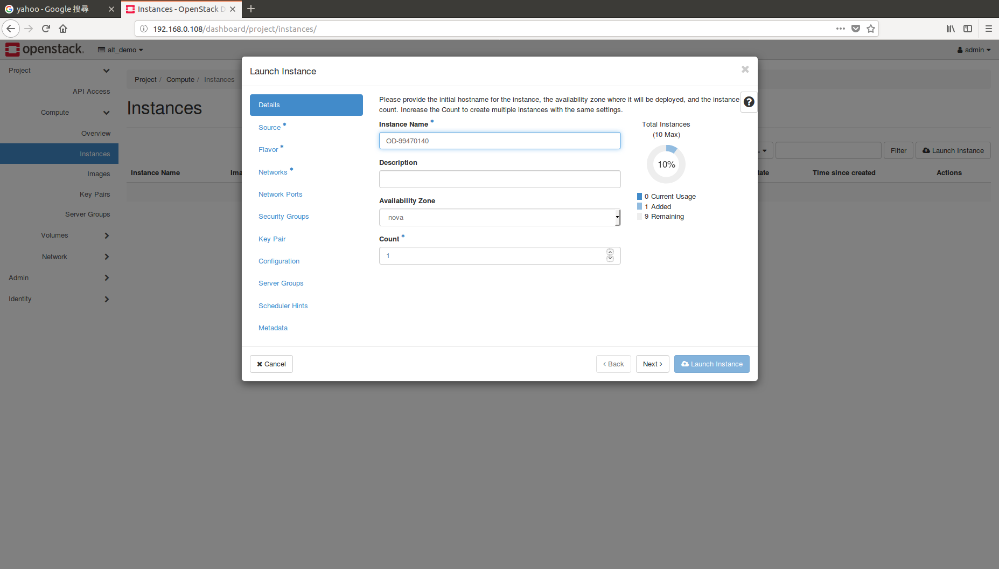 yahoo - Google 搜尋
Instances - OpenStack D
192.168.0.108/dashboard/project/instances/
openstack.
alt_demo
admin
Project
API Access
Compute
Overview
Instances
Images
Key Pairs
Server Groups
Volumes
Network
Admin
Identity
Project / Compute / Instances
Instances
= Filter Launch Instance
Instance Name Ima tate Time since created Actions
Launch Instance
Details
Source *
Flavor *
Networks *
Network Ports
Security Groups
Key Pair
Configuration
Server Groups
Scheduler Hints
Metadata
Please provide the initial hostname for the instance, the availability zone where it will be deployed, and the instance
count. Increase the Count to create multiple instances with the same settings.
Instance Name *
OD-99470140
Description
Availability Zone
nova
Count *
1
Total Instances
(10 Max)
10%
0 Current Usage
1 Added
9 Remaining
Cancel
< Back
Next >
Launch Instance